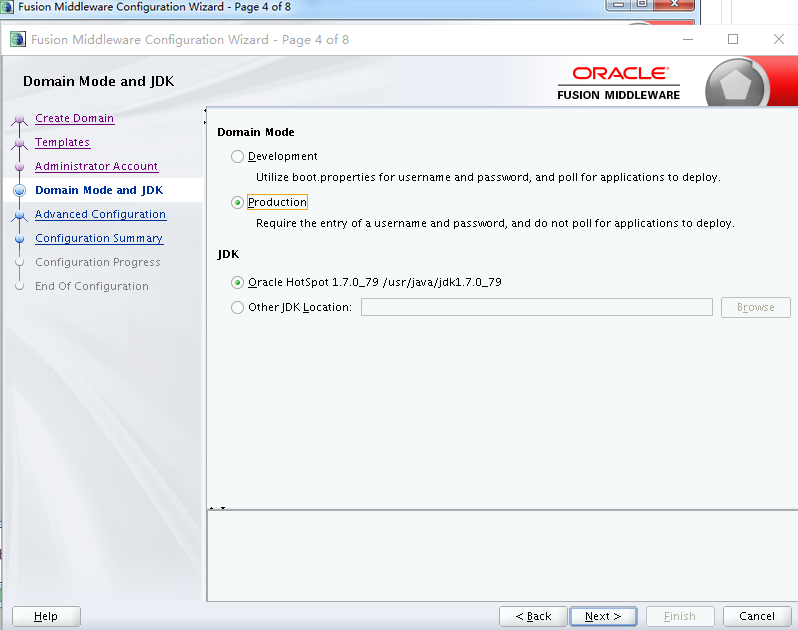 Fusion Middleware Configuration Wizard - Page 4 of 8
Fusion Middleware Configuration Wizard - Page 4 of 8
Domain Mode and JDK
ORACLE®
FUSION MIDDLEWARE
Create Domain
Templates
Administrator Account
Domain Mode and JDK
Advanced Configuration
Configuration Summary
Configuration Progress
End Of Configuration
Domain Mode
Development
Utilize boot.properties for username and password, and poll for applications to deploy.
Production
Require the entry of a username and password, and do not poll for applications to deploy.
JDK
Oracle HotSpot 1.7.0_79 /usr/java/jdk1.7.0_79
Other JDK Location:
Browse
Help
< Back
Next >
Finish
Cancel